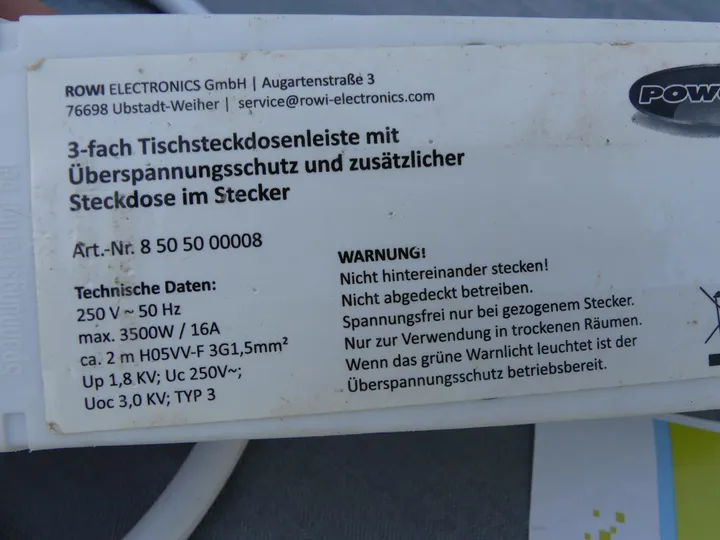 ROWI ELECTRONICS GmbH | Augartenstraße 3
76698 Ubstadt-Weiher | service@rowi-electronics.com
3-fach Tischsteckdosenleiste mit
Überspannungsschutz und zusätzlicher
Steckdose im Stecker
Art.-Nr. 8 50 50 00008
Technische Daten:
250 V ~ 50 Hz
max. 3500W / 16A
ca. 2 m H05VV-F 3G1,5mm²
Up 1,8 KV; Uc 250V~;
Uoc 3,0 KV; TYP 3
WARNUNG!
Nicht hintereinander stecken!
Nicht abgedeckt betreiben.
Spannungsfrei nur bei gezogenem Stecker.
Nur zur Verwendung in trockenen Räumen.
Wenn das grüne Warnlicht leuchtet ist der
Überspannungsschutz betriebsbereit.